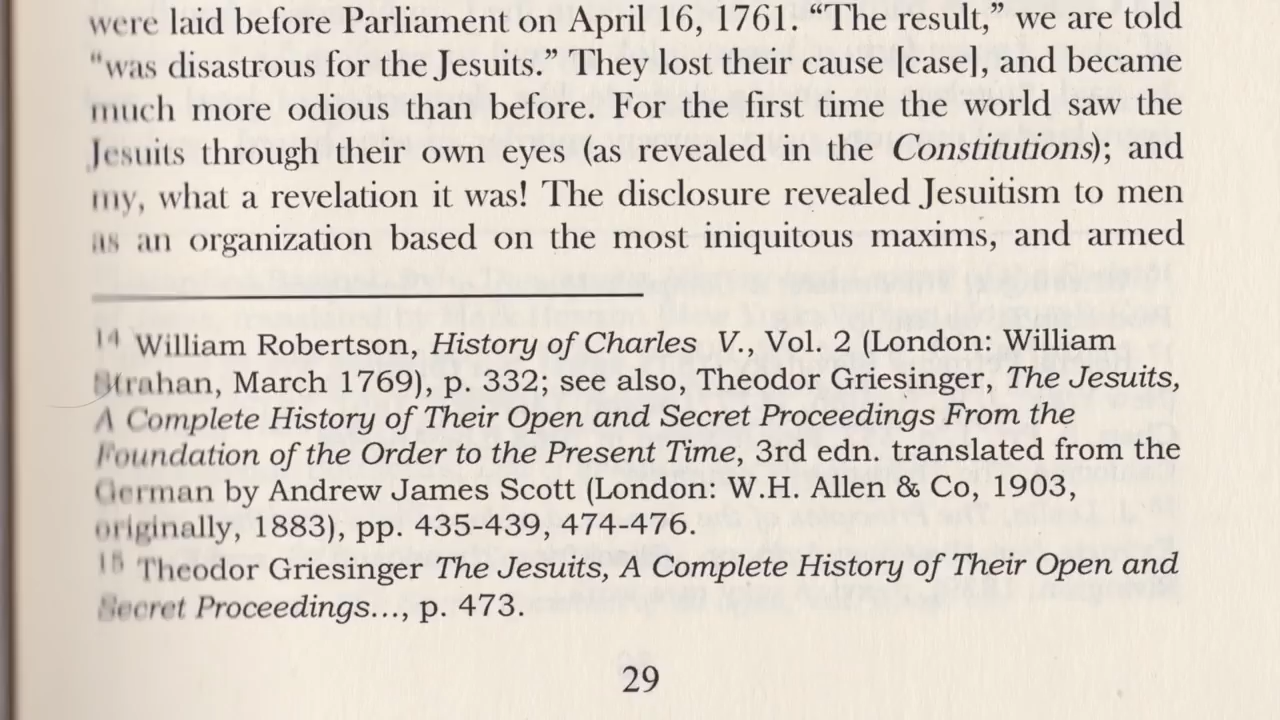 were laid before Parliament on April 16, 1761. “The result,” we are told
"was disastrous for the Jesuits.” They lost their cause [case], and became
much more odious than before. For the first time the world saw the
Jesuits through their own eyes (as revealed in the Constitutions); and
my, what a revelation it was! The disclosure revealed Jesuitism to men
as an organization based on the most iniquitous maxims, and armed
14 William Robertson, History of Charles V., Vol. 2 (London: William
Strahan, March 1769), p. 332; see also, Theodor Griesinger, The Jesuits,
A Complete History of Their Open and Secret Proceedings From the
Foundation of the Order to the Present Time, 3rd edn. translated from the
German by Andrew James Scott (London: W.H. Allen & Co, 1903,
originally, 1883), pp. 435-439, 474-476.
15 Theodor Griesinger The Jesuits, A Complete History of Their Open and
Secret Proceedings..., p. 473.
29